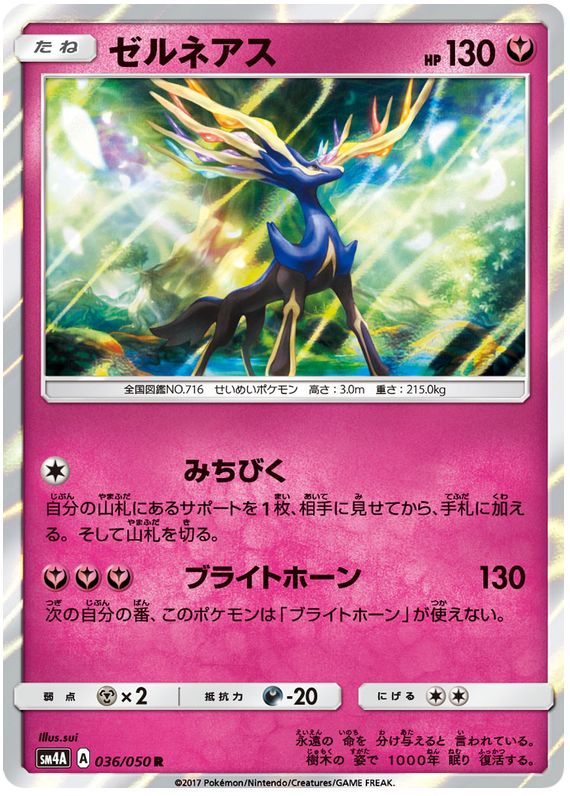 たね ゼルネアス HP 130
全国図鑑NO.716 せいめいポケモン 高さ:3.0m 重さ:215.0kg
みちびく
自分の山札にあるサポートを1枚、相手に見せてから、手札に加え
る。そして山札を切る。
ブライトホーン 130
次の自分の番、このポケモンは「ブライトホーン」が使えない。
弱点 ×2 抵抗力 -20 にげる
Illus.sui
SM4A A 036/050 R
永遠の 命を 分け与えると 言われている。
樹木の 姿で 1000年 眠り 復活する。
©2017 Pokémon/Nintendo/Creatures/GAME FREAK.